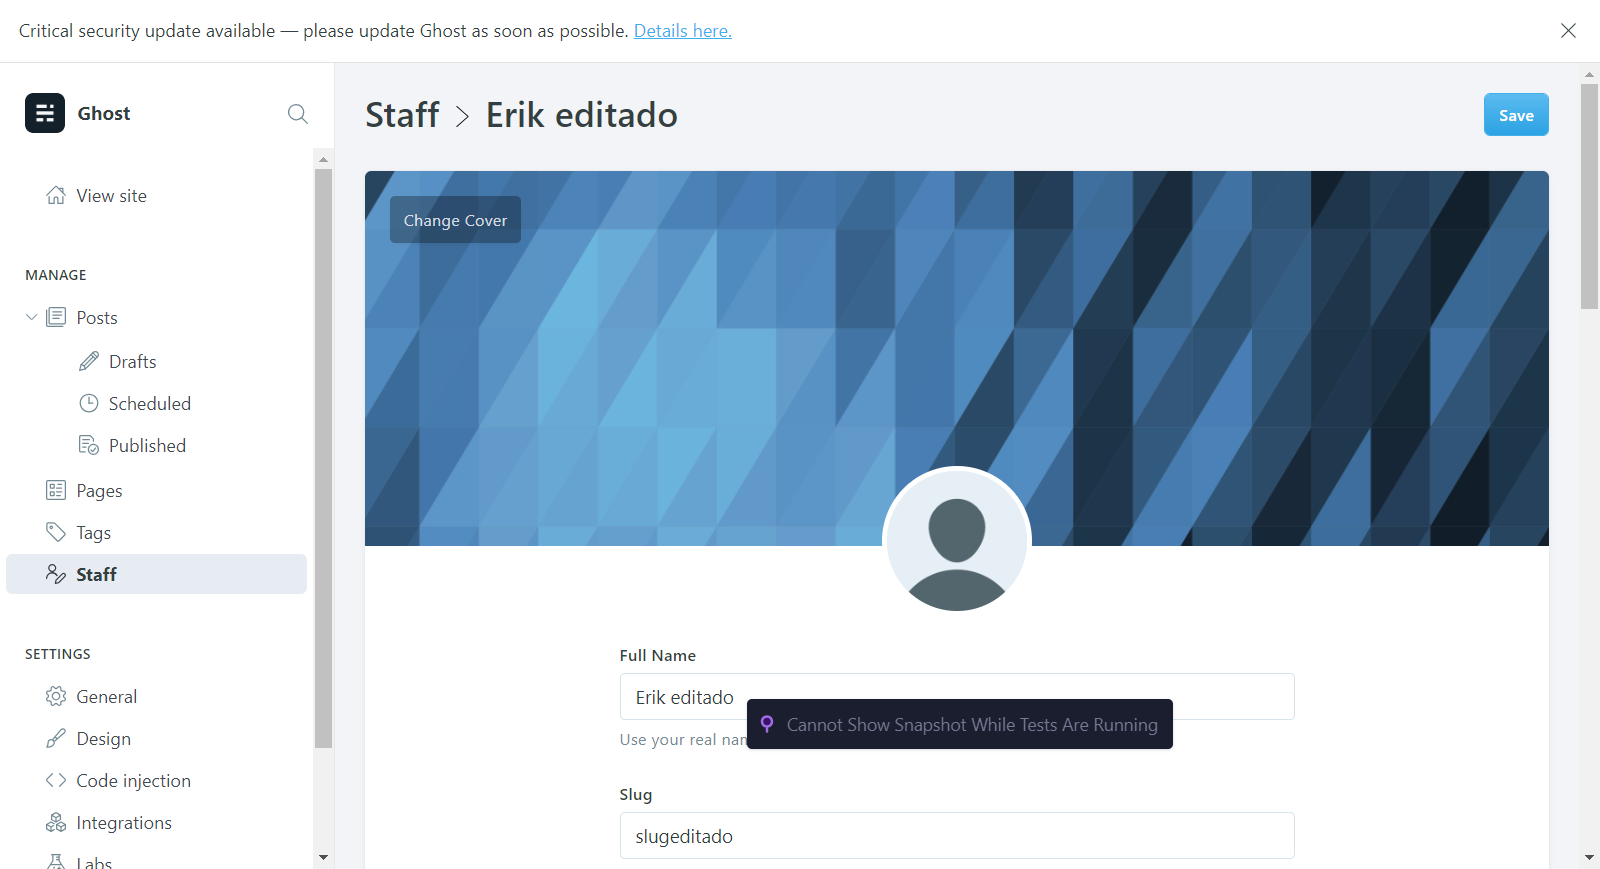 Critical security update available — please update Ghost as soon as possible. Details here.
Ghost
View site
MANAGE
Posts
Drafts
Scheduled
Published
Pages
Tags
Staff
SETTINGS
General
Design
Code injection
Integrations
Labs
Staff > Erik editado
Save
Change Cover
Full Name
Erik editado
Use your real
Cannot Show Snapshot While Tests Are Running
Slug
slugeditado